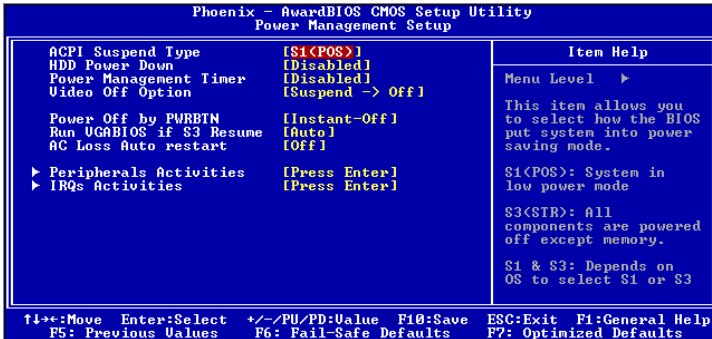 Phoenix - AwardBIOS CMOS Setup Utility
Power Management Setup
ACPI Suspend Type [S1(POS)]
HDD Power Down [Disabled]
Power Management Timer [Disabled]
Video Off Option [Suspend -> Off]
Power Off by PWRBTN [Instant-Off]
Run VGABIOS if S3 Resume [Auto]
AC Loss Auto restart [Off]
▶ Peripherals Activities [Press Enter]
▶ IRQs Activities [Press Enter]
Item Help
Menu Level ▶
This item allows you
to select how the BIOS
put system into power
saving mode.
S1(POS): System in
low power mode
S3(STR): All
components are powered
off except memory.
S1 & S3: Depends on
OS to select S1 or S3
↑↓→←:Move Enter:Select +/-/PU/PD:Value F10:Save ESC:Exit F1:General Help
F5: Previous Values F6: Fail-Safe Defaults F7: Optimized Defaults